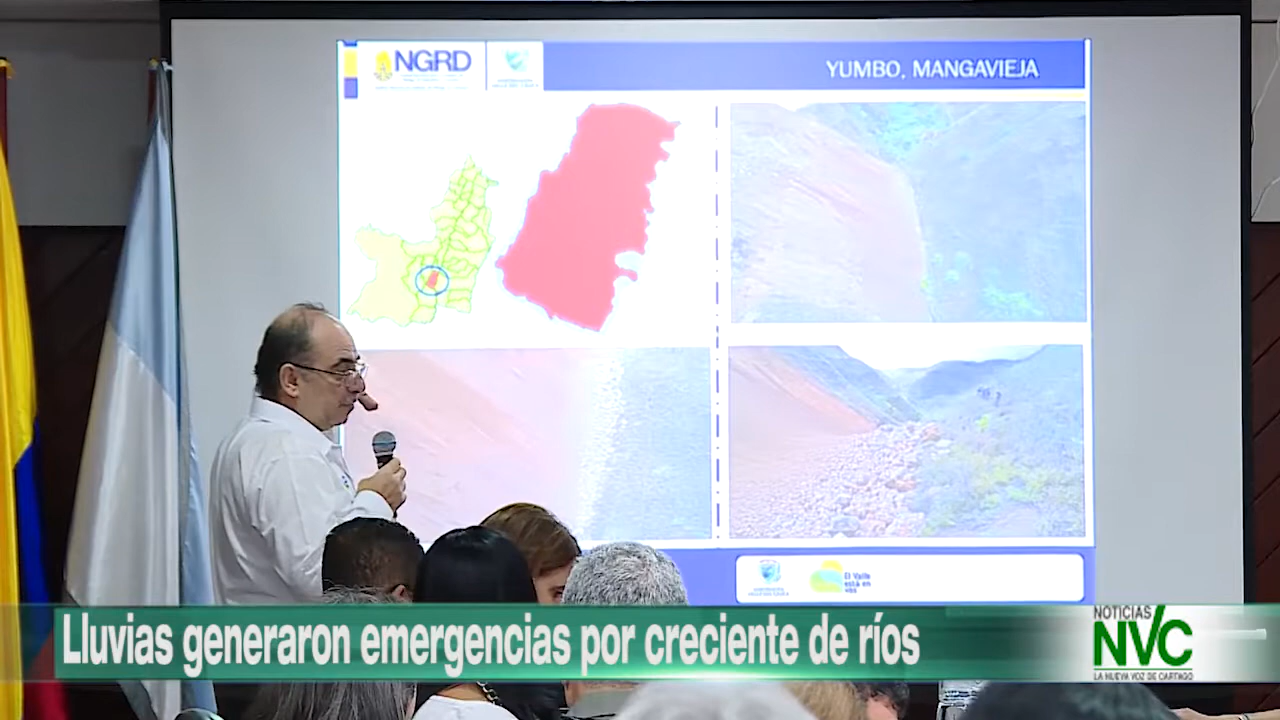 NGRD
YUMBO, MANGAVIEJA
El Valle
está en
vos
Lluvias generaron emergencias por creciente de ríos
NOTICIAS
NVC
LA NUEVA VOZ DE CARTAGO